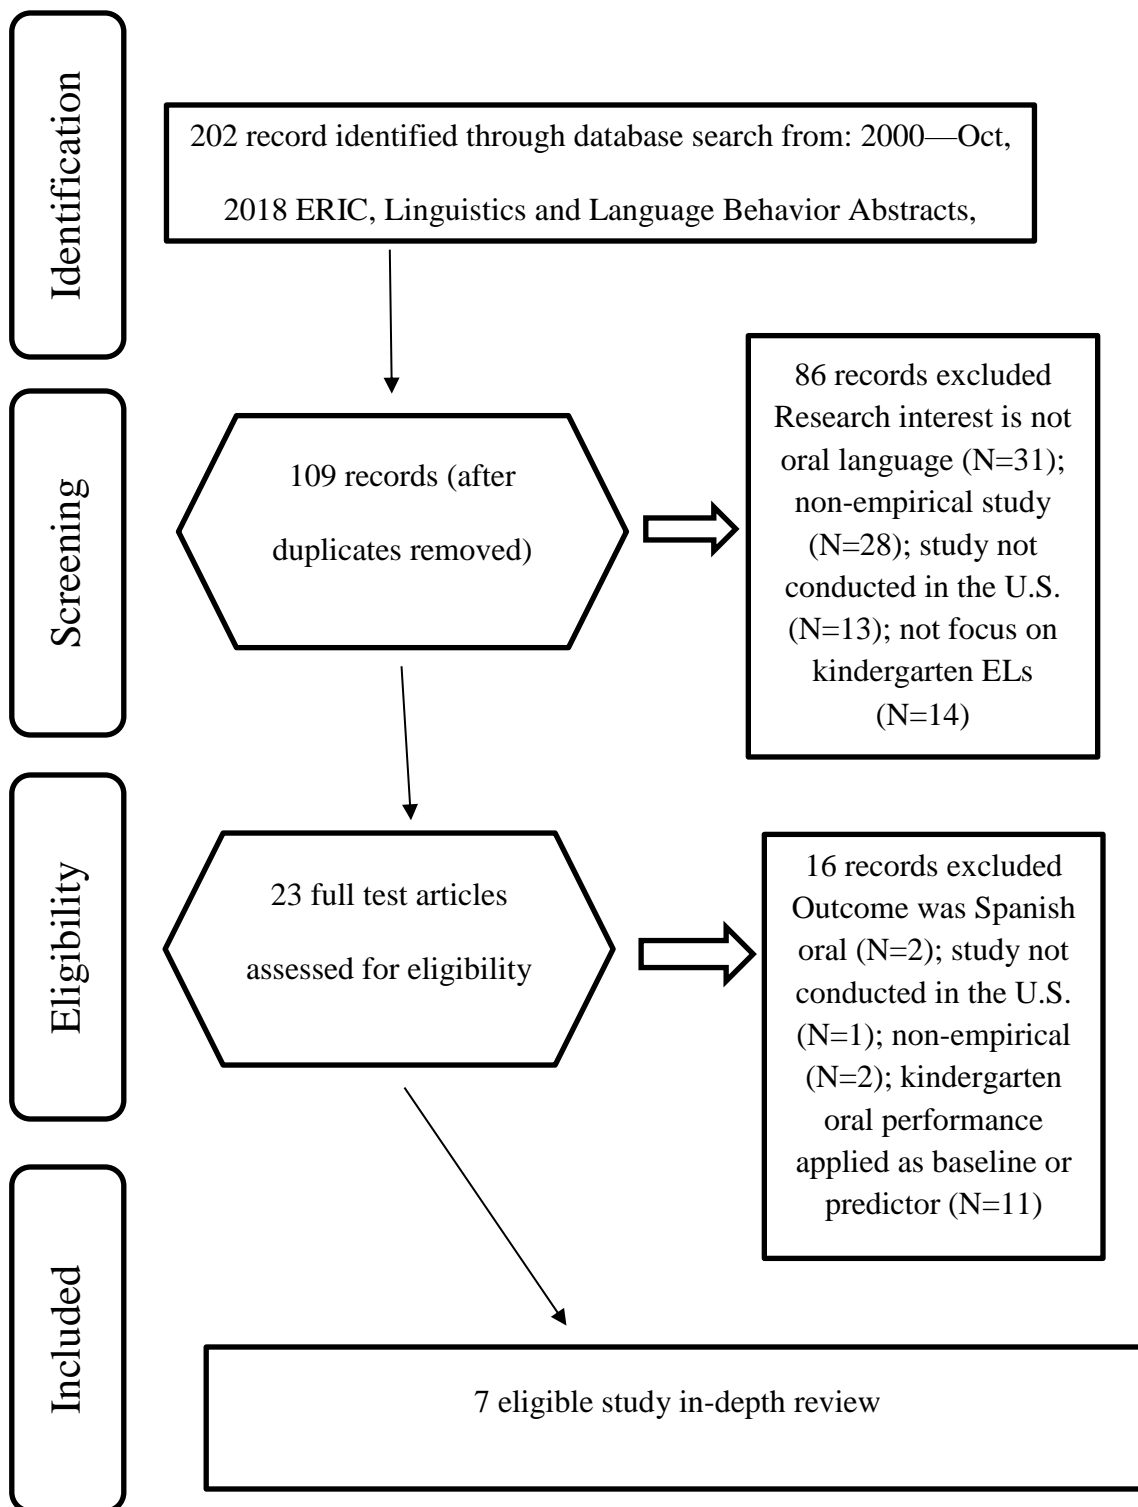 Identification
202 record identified through database search from: 2000—Oct,
2018 ERIC, Linguistics and Language Behavior Abstracts,
Screening
109 records (after
duplicates removed)
86 records excluded
Research interest is not
oral language (N=31);
non-empirical study
(N=28); study not
conducted in the U.S.
(N=13); not focus on
kindergarten ELs
(N=14)
Eligibility
23 full test articles
assessed for eligibility
16 records excluded
Outcome was Spanish
oral (N=2); study not
conducted in the U.S.
(N=1); non-empirical
(N=2); kindergarten
oral performance
applied as baseline or
predictor (N=11)
Included
7 eligible study in-depth review